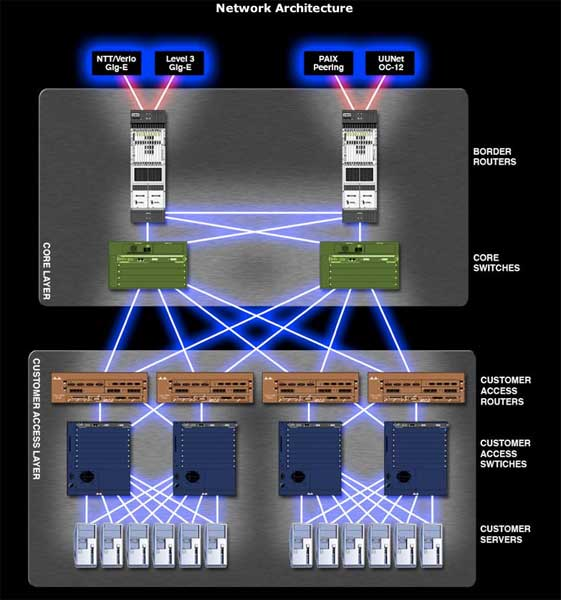 Network Architecture
NTT/Verio
Gig-E
Level 3
Gig-E
PAIX
Peering
UUNet
OC-12
BORDER
ROUTERS
CORE
SWITCHES
CORE LAYER
CUSTOMER
ACCESS
ROUTERS
CUSTOMER
ACCESS
SWTICHES
CUSTOMER
SERVERS
CUSTOMER ACCESS LAYER